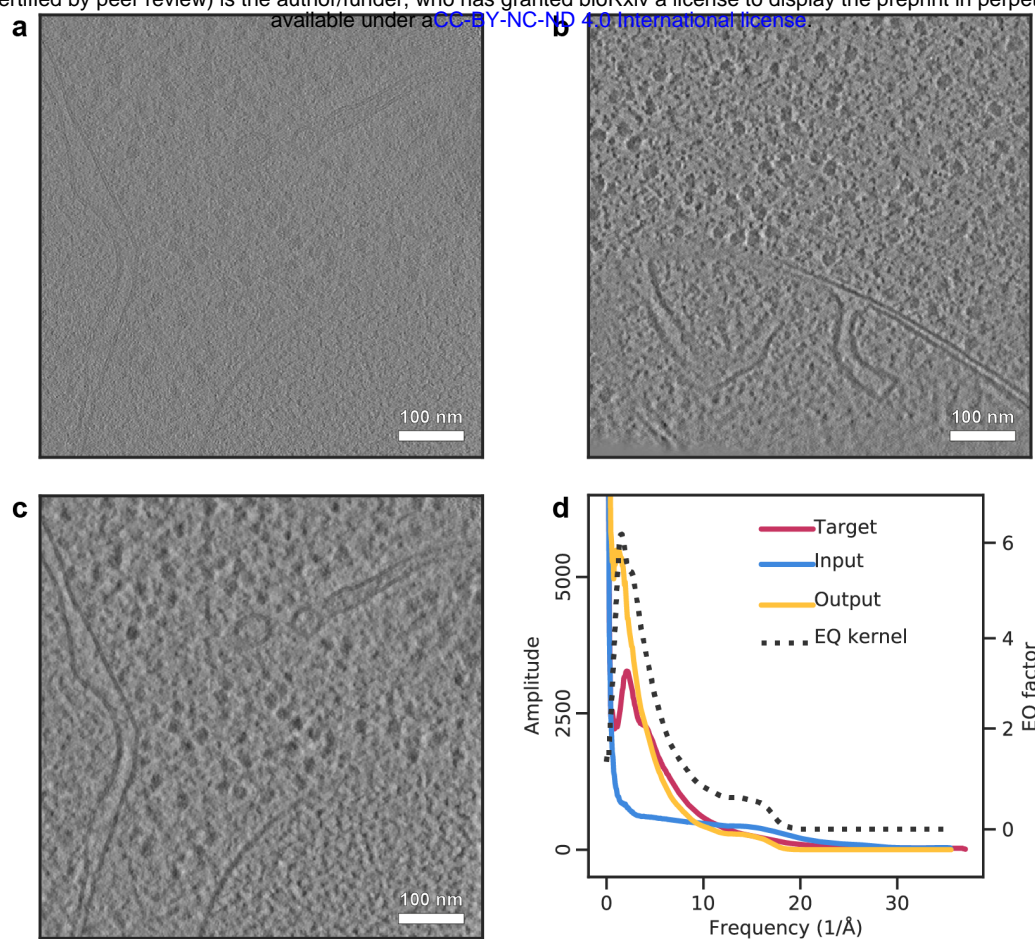 ertified by peer review) is the author/funder, who has granted bioRxiv a license to display the preprint in perpet
available under aCC-BY-NC-ND 4.0 International license.
a
b
100 nm
100 nm
c
100 nm
d
Target
Input
Output
EQ kernel
5000
2500
0
Amplitude
6
4
2
0
EQ factor
0
10
20
30
Frequency (1/Å)